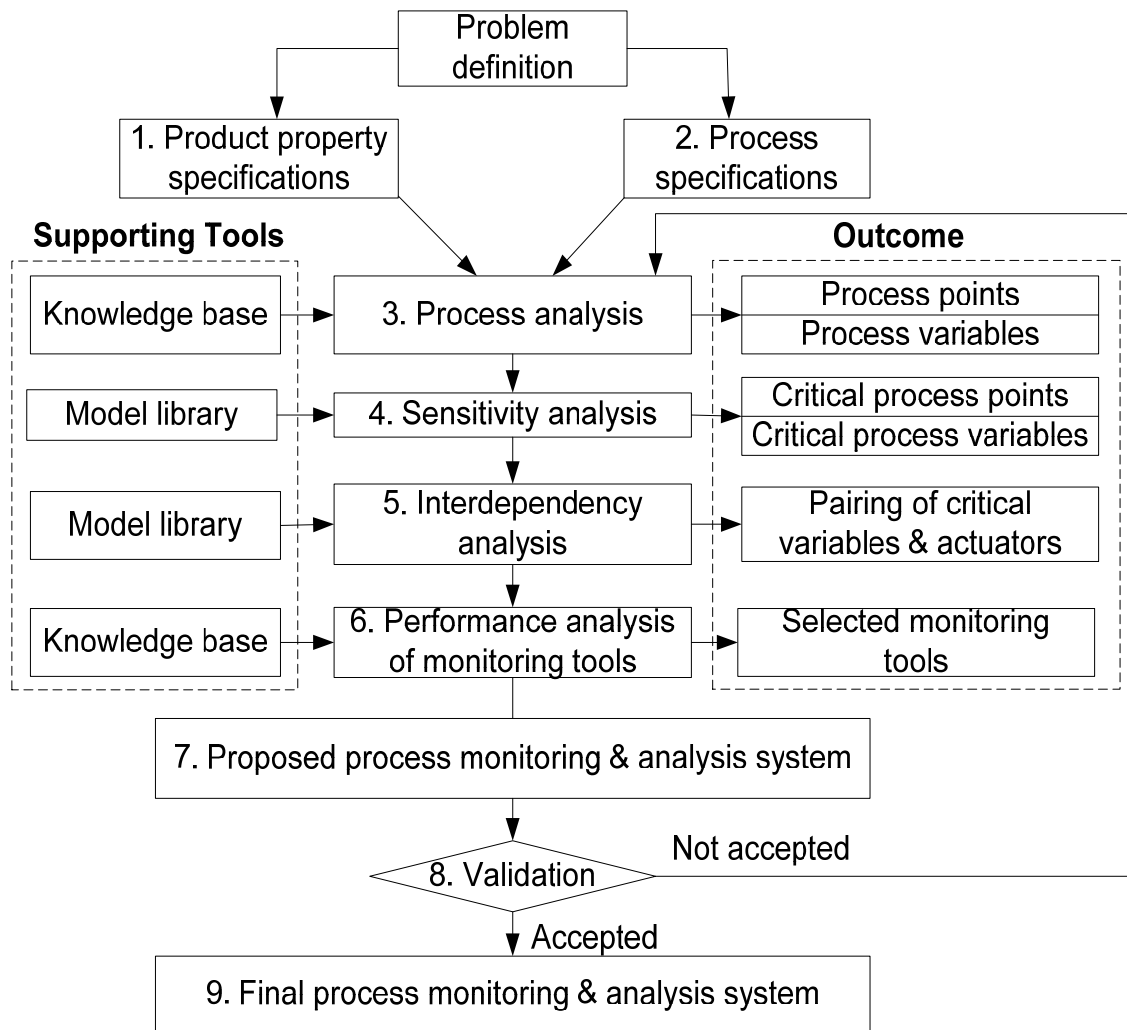 Problem
definition
1. Product property
specifications
2. Process
specifications
Supporting Tools
Outcome
Knowledge base
3. Process analysis
Process points
Process variables
Model library
4. Sensitivity analysis
Critical process points
Critical process variables
Model library
5. Interdependency
analysis
Pairing of critical
variables & actuators
Knowledge base
6. Performance analysis
of monitoring tools
Selected monitoring
tools
7. Proposed process monitoring & analysis system
8. Validation
Not accepted
Accepted
9. Final process monitoring & analysis system